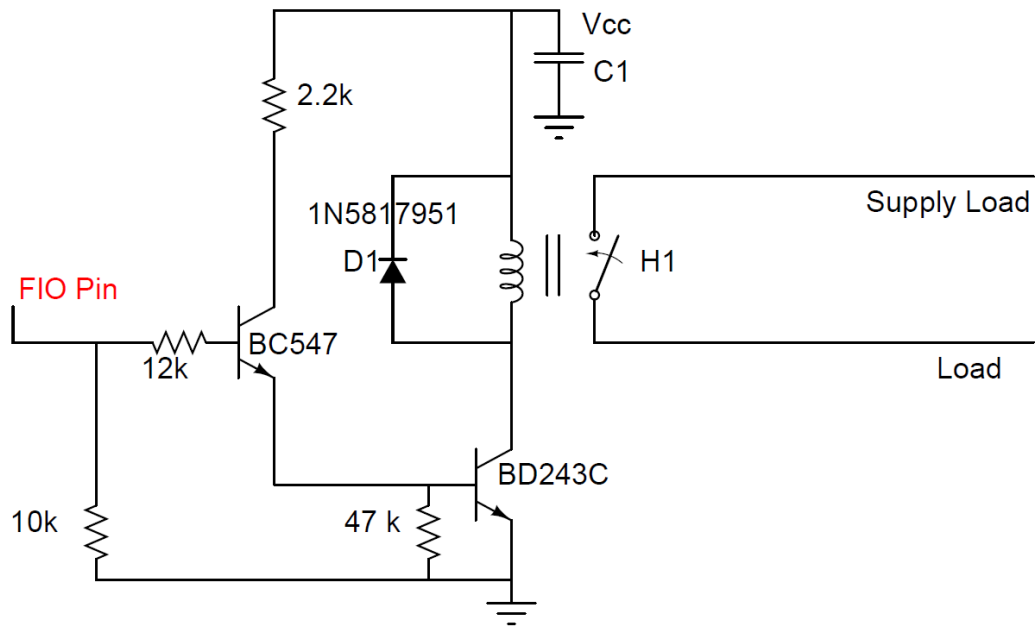 Vcc
C1
2.2k
1N5817951
D1
Supply Load
H1
FIO Pin
BC547
12k
Load
BD243C
10k
47 k